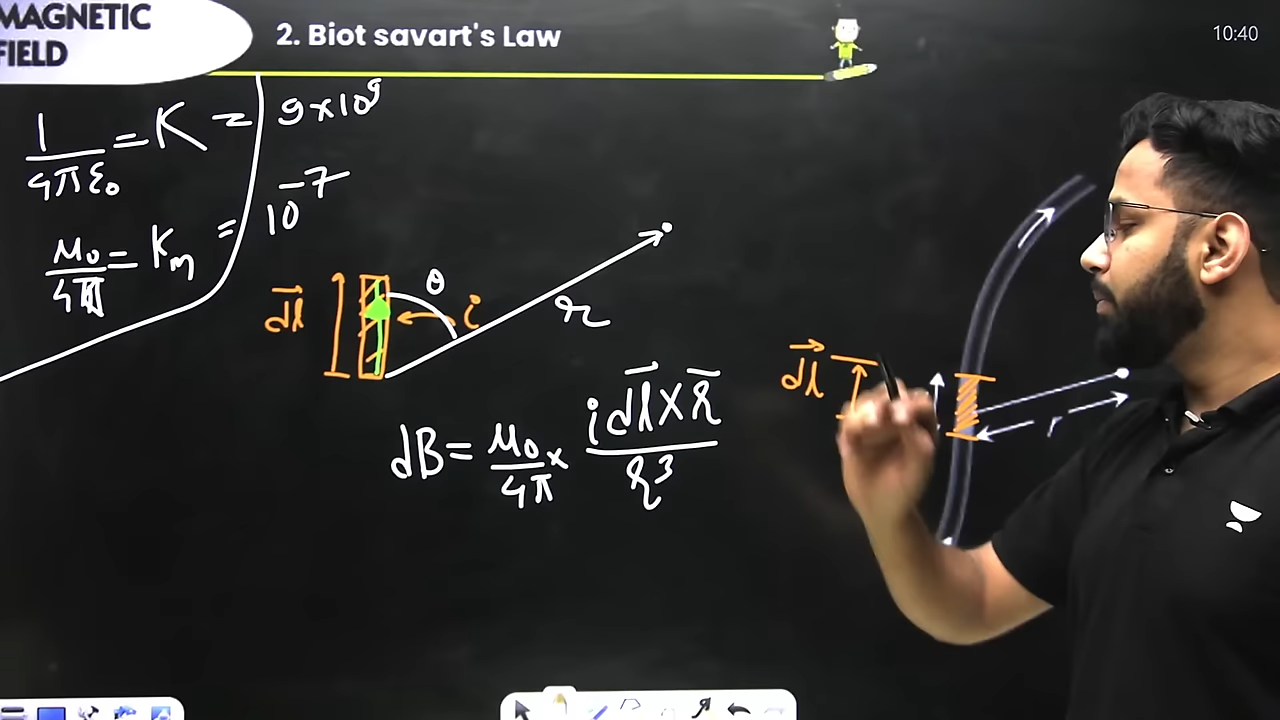 MAGNETIC
FIELD
2. Biot savart's Law
10:40
1/4πε₀ = K = 9×10⁹
μ₀/4π = Kₘ = 10⁻⁷
θ
dl⃗
i
r
dl⃗
r
dB = μ₀/4π × i dl⃗ × r⃗ / r³